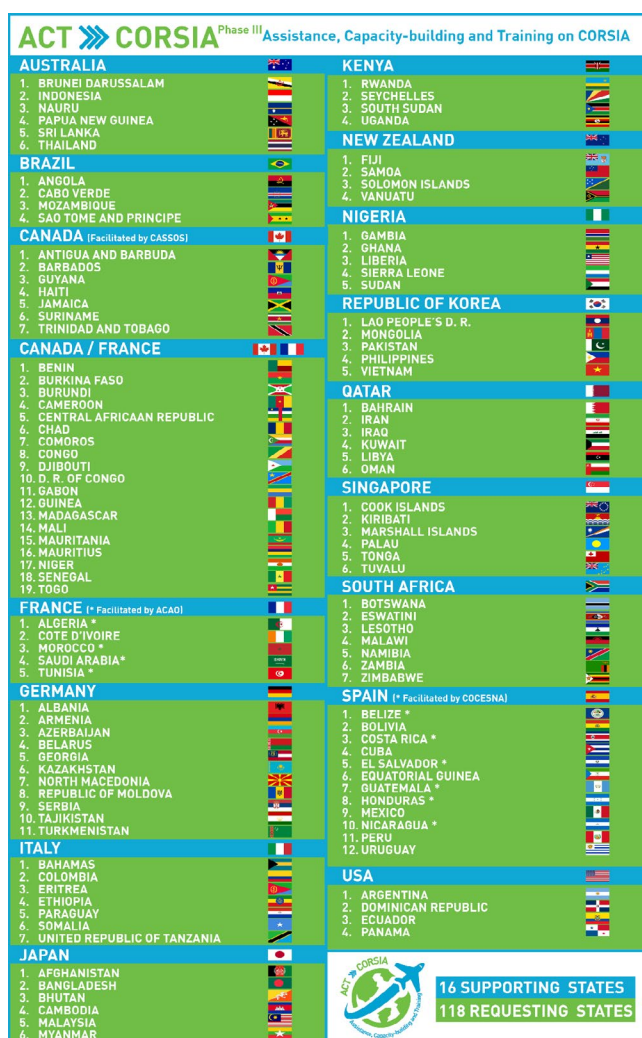 ACT CORSIA Phase III Assistance, Capacity-building and Training on CORSIA
AUSTRALIA
1. BRUNEI DARUSSALAM
2. INDONESIA
3. NAURU
4. PAPUA NEW GUINEA
5. SRI LANKA
6. THAILAND
BRAZIL
1. ANGOLA
2. CABO VERDE
3. MOZAMBIQUE
4. SAO TOME AND PRINCIPE
CANADA (Facilitated by CASSOS)
1. ANTIGUA AND BARBUDA
2. BARBADOS
3. GUYANA
4. HAITI
5. JAMAICA
6. SURINAME
7. TRINIDAD AND TOBAGO
CANADA / FRANCE
1. BENIN
2. BURKINA FASO
3. BURUNDI
4. CAMEROON
5. CENTRAL AFRICAAN REPUBLIC
6. CHAD
7. COMOROS
8. CONGO
9. DJIBOUTI
10. D. R. OF CONGO
11. GABON
12. GUINEA
13. MADAGASCAR
14. MALI
15. MAURITANIA
16. MAURITIUS
17. NIGER
18. SENEGAL
19. TOGO
FRANCE (* Facilitated by ACAO)
1. ALGERIA *
2. COTE D'IVOIRE
3. MOROCCO *
4. SAUDI ARABIA*
5. TUNISIA *
GERMANY
1. ALBANIA
2. ARMENIA
3. AZERBAIJAN
4. BELARUS
5. GEORGIA
6. KAZAKHSTAN
7. NORTH MACEDONIA
8. REPUBLIC OF MOLDOVA
9. SERBIA
10. TAJIKISTAN
11. TURKMENISTAN
ITALY
1. BAHAMAS
2. COLOMBIA
3. ERITREA
4. ETHIOPIA
5. PARAGUAY
6. SOMALIA
7. UNITED REPUBLIC OF TANZANIA
JAPAN
1. AFGHANISTAN
2. BANGLADESH
3. BHUTAN
4. CAMBODIA
5. MALAYSIA
6. MYANMAR
KENYA
1. RWANDA
2. SEYCHELLES
3. SOUTH SUDAN
4. UGANDA
NEW ZEALAND
1. FIJI
2. SAMOA
3. SOLOMON ISLANDS
4. VANUATU
NIGERIA
1. GAMBIA
2. GHANA
3. LIBERIA
4. SIERRA LEONE
5. SUDAN
REPUBLIC OF KOREA
1. LAO PEOPLE'S D. R.
2. MONGOLIA
3. PAKISTAN
4. PHILIPPINES
5. VIETNAM
QATAR
1. BAHRAIN
2. IRAN
3. IRAQ
4. KUWAIT
5. LIBYA
6. OMAN
SINGAPORE
1. COOK ISLANDS
2. KIRIBATI
3. MARSHALL ISLANDS
4. PALAU
5. TONGA
6. TUVALU
SOUTH AFRICA
1. BOTSWANA
2. ESWATINI
3. LESOTHO
4. MALAWI
5. NAMIBIA
6. ZAMBIA
7. ZIMBABWE
SPAIN (* Facilitated by COCESNA)
1. BELIZE *
2. BOLIVIA
3. COSTA RICA *
4. CUBA
5. EL SALVADOR *
6. EQUATORIAL GUINEA
7. GUATEMALA *
8. HONDURAS *
9. MEXICO
10. NICARAGUA *
11. PERU
12. URUGUAY
USA
1. ARGENTINA
2. DOMINICAN REPUBLIC
3. ECUADOR
4. PANAMA
ACT CORSIA
Assistance, Capacity-building and Training
16 SUPPORTING STATES
118 REQUESTING STATES